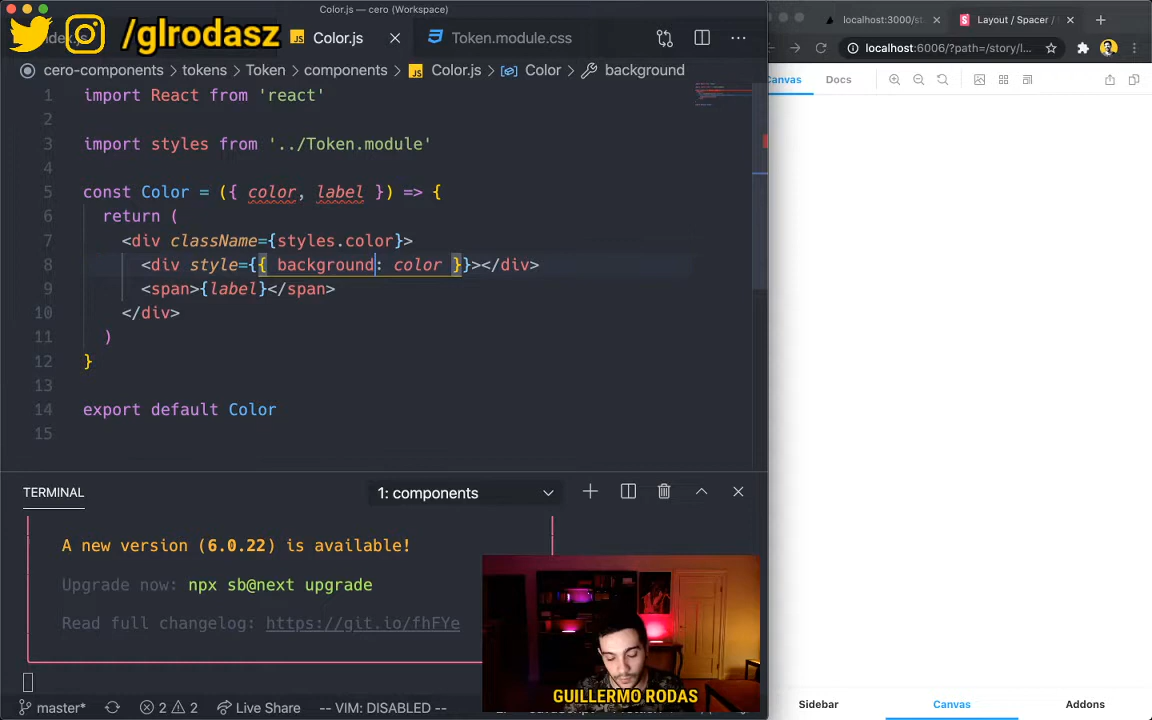 Color.js — cero (Workspace)
/glrodasz
Color.js
Token.module.css
cero-components > tokens > Token > components > Color.js > Color > background
1 import React from 'react'
2
3 import styles from '../Token.module'
4
5 const Color = ({ color, label }) => {
6 return (
7 <div className={styles.color}>
8 <div style={{ background: color }}></div>
9 <span>{label}</span>
10 </div>
11 )
12 }
13
14 export default Color
15
TERMINAL
1: components
A new version (6.0.22) is available!
Upgrade now: npx sb@next upgrade
Read full changelog: https://git.io/fhFYe
master* 2 2 Live Share -- VIM: DISABLED --
GUILLERMO RODAS
localhost:3000/st
Layout / Spacer
localhost:6006/?path=/story/l...
Canvas
Docs
Sidebar
Canvas
Addons